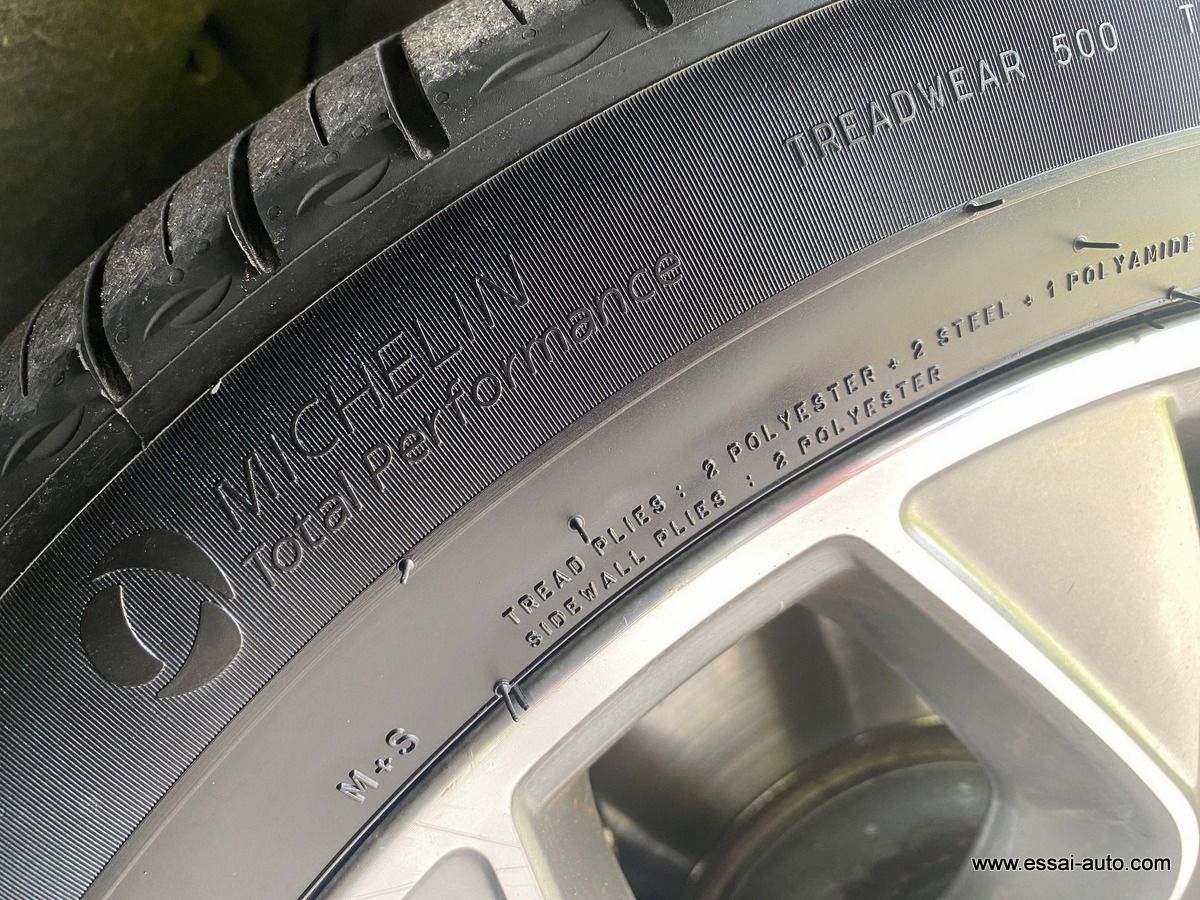 TREADWEAR 500 T
MICHELIN
Total Performance
TREAD PLIES : 2 POLYESTER + 2 STEEL + 1 POLYAMIDE
SIDEWALL PLIES : 2 POLYESTER
M+S
www.essai-auto.com